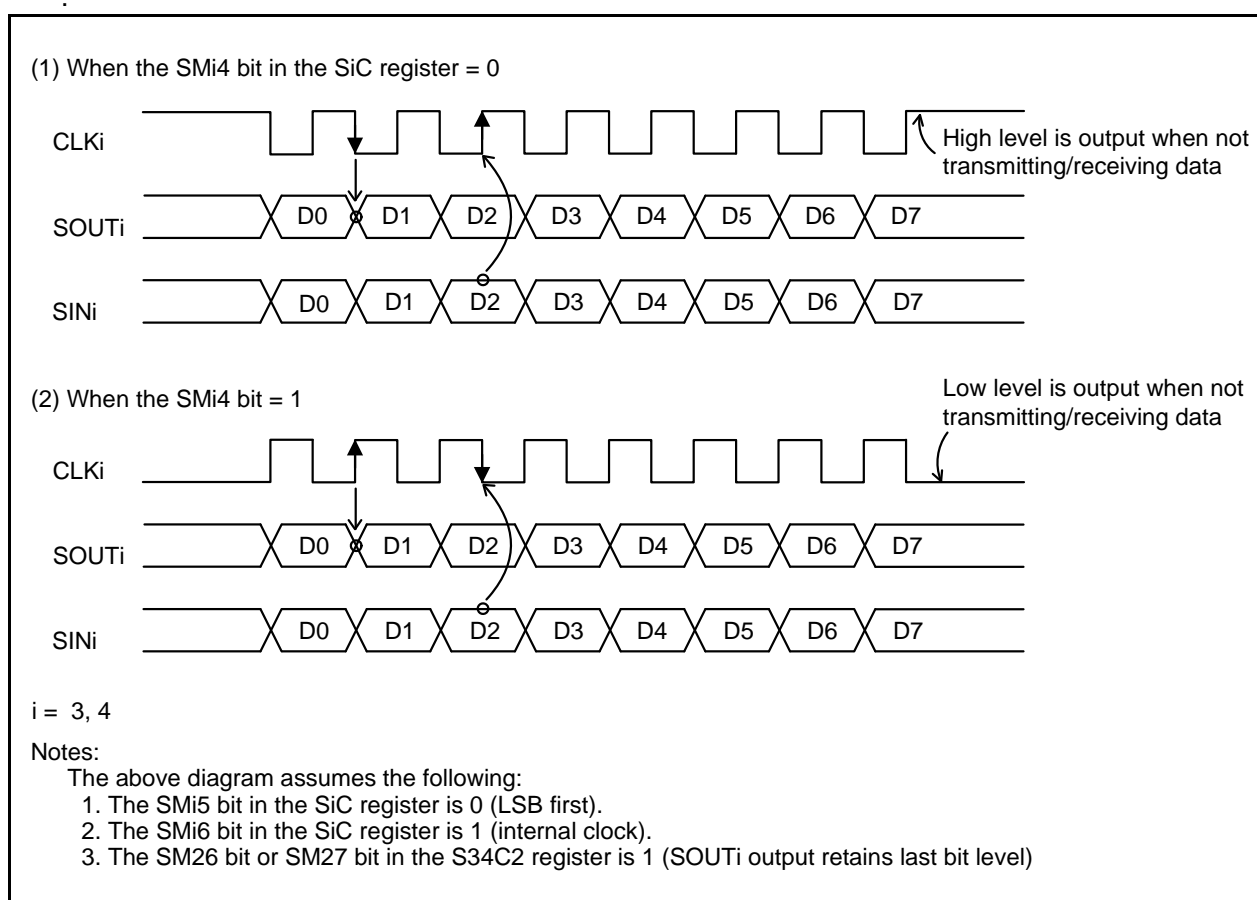 (1) When the SMi4 bit in the SiC register = 0
CLKi
High level is output when not
transmitting/receiving data
SOUTi
D0 D1 D2 D3 D4 D5 D6 D7
SINi
D0 D1 D2 D3 D4 D5 D6 D7
(2) When the SMi4 bit = 1
Low level is output when not
transmitting/receiving data
CLKi
SOUTi
D0 D1 D2 D3 D4 D5 D6 D7
SINi
D0 D1 D2 D3 D4 D5 D6 D7
i = 3, 4
Notes:
The above diagram assumes the following:
1. The SMi5 bit in the SiC register is 0 (LSB first).
2. The SMi6 bit in the SiC register is 1 (internal clock).
3. The SM26 bit or SM27 bit in the S34C2 register is 1 (SOUTi output retains last bit level)